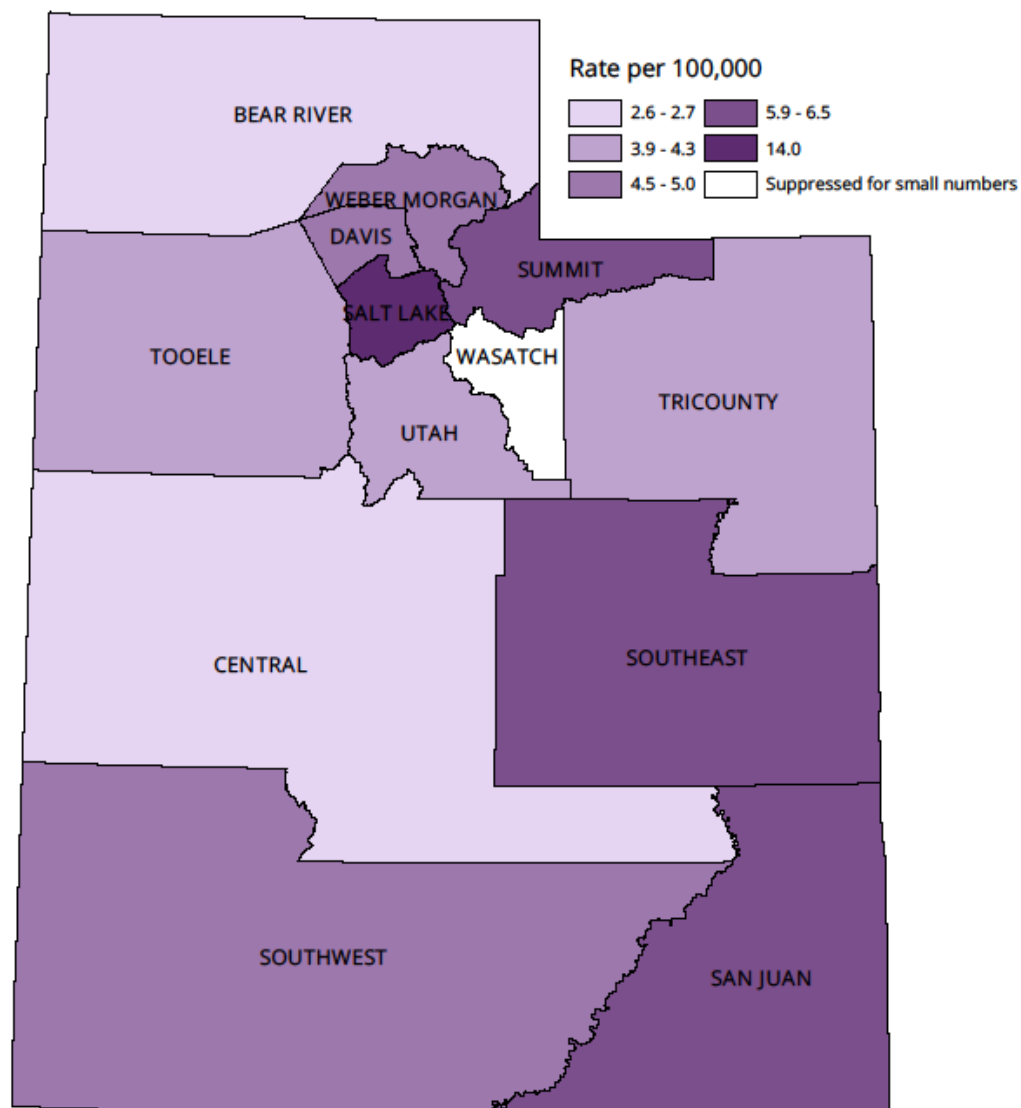 Rate per 100,000
2.6 - 2.7
5.9 - 6.5
3.9 - 4.3
14.0
4.5 - 5.0
Suppressed for small numbers
BEAR RIVER
WEBER MORGAN
DAVIS
SUMMIT
SALT LAKE
TOOELE
WASATCH
TRICOUNTY
UTAH
CENTRAL
SOUTHEAST
SOUTHWEST
SAN JUAN